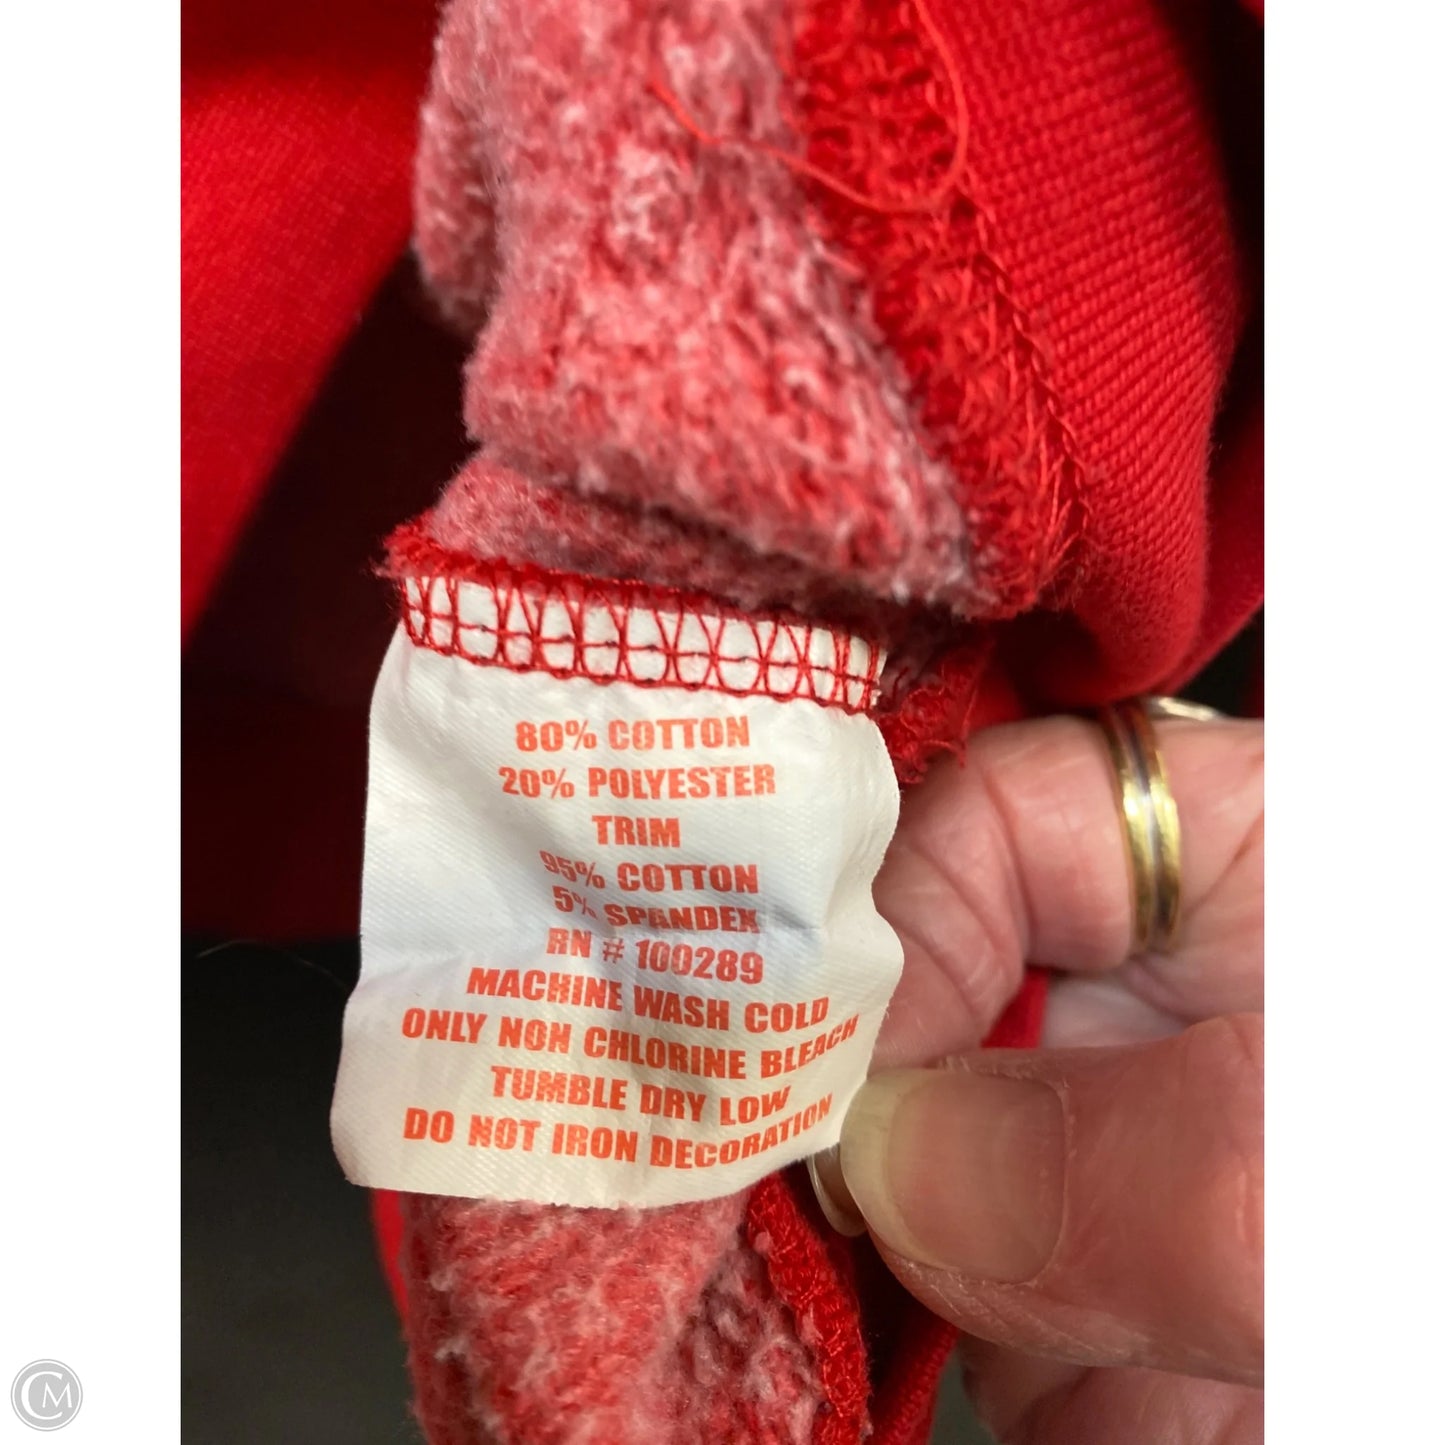 80% COTTON
20% POLYESTER
TRIM
95% COTTON
5% SPANDEX
RN # 100289
MACHINE WASH COLD
ONLY NON CHLORINE BLEACH
TUMBLE DRY LOW
DO NOT IRON DECORATION
CM